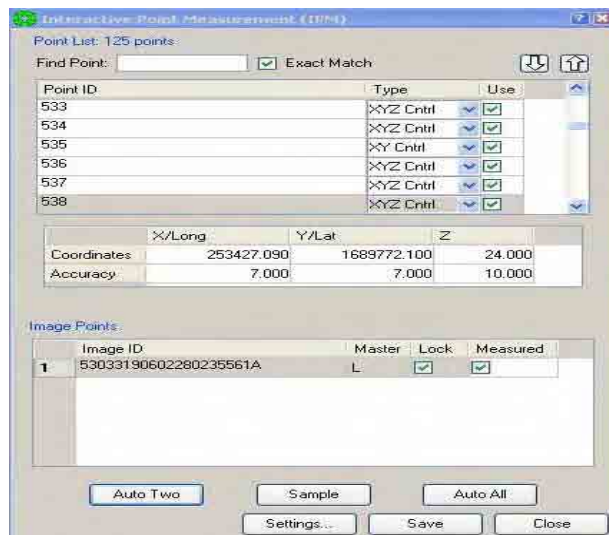 Interactive Point Measurement (IPM)
Point List: 125 points
Find Point: Exact Match
Point ID Type Use
533 XYZ Cntrl
534 XYZ Cntrl
535 XY Cntrl
536 XYZ Cntrl
537 XYZ Cntrl
538 XYZ Cntrl
X/Long Y/Lat Z
Coordinates 253427.090 1689772.100 24.000
Accuracy 7.000 7.000 10.000
Image Points
Image ID Master Lock Measured
1 53033190602280235561A L
Auto Two Sample Auto All
Settings... Save Close